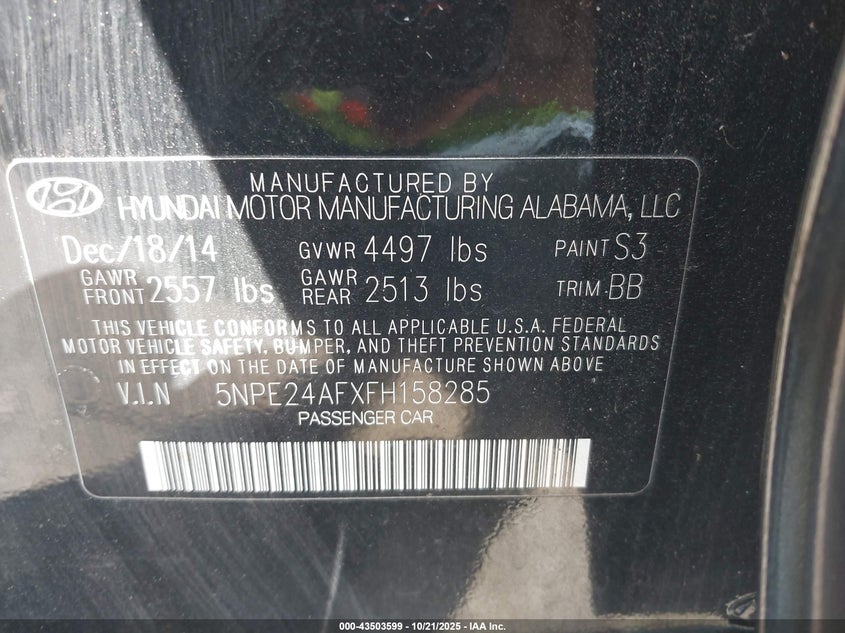 MANUFACTURED BY
HYUNDAI MOTOR MANUFACTURING ALABAMA, LLC
Dec/18/14 GVWR 4497 lbs PAINT S3
GAWR FRONT 2557 lbs GAWR REAR 2513 lbs TRIM BB
THIS VEHICLE CONFORMS TO ALL APPLICABLE U.S.A. FEDERAL
MOTOR VEHICLE SAFETY, BUMPER, AND THEFT PREVENTION STANDARDS
IN EFFECT ON THE DATE OF MANUFACTURE SHOWN ABOVE
V.I.N 5NPE24AFXFH158285
PASSENGER CAR
000-43503599 - 10/21/2025 - IAA Inc.